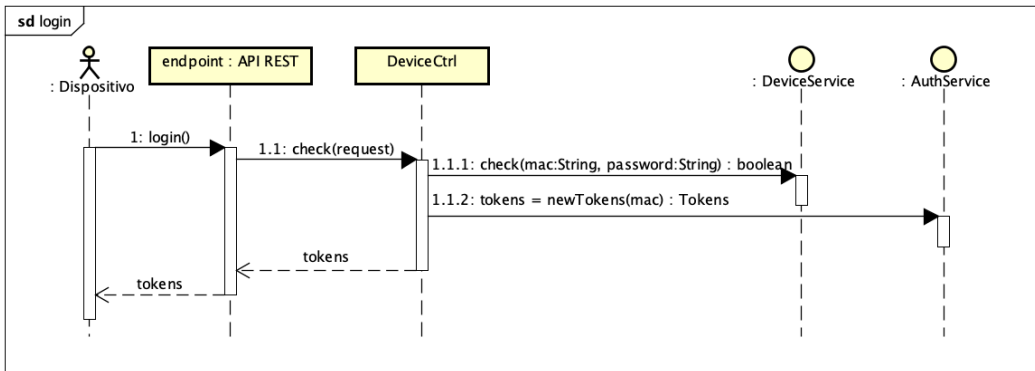 sd login
: Dispositivo
endpoint : API REST
DeviceCtrl
: DeviceService
: AuthService
1: login()
1.1: check(request)
1.1.1: check(mac:String, password:String) : boolean
1.1.2: tokens = newTokens(mac) : Tokens
tokens
tokens